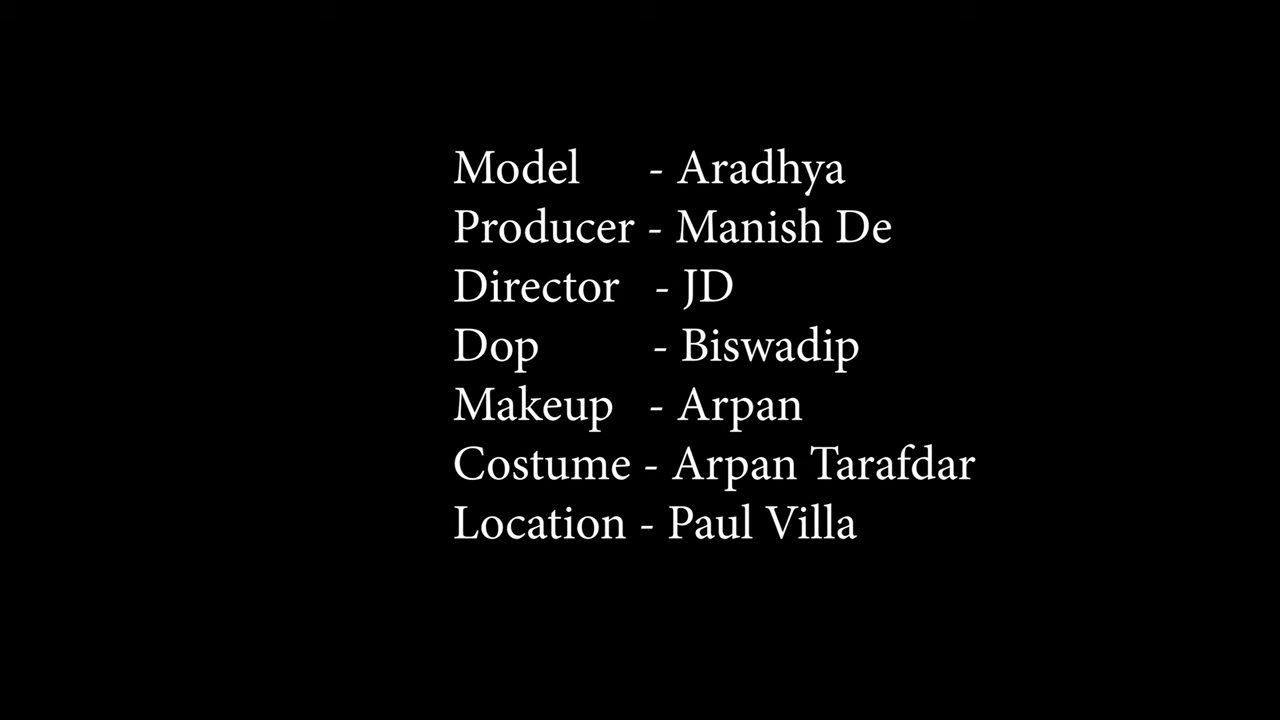 Model - Aradhya
Producer - Manish De
Director - JD
Dop - Biswadip
Makeup - Arpan
Costume - Arpan Tarafdar
Location - Paul Villa